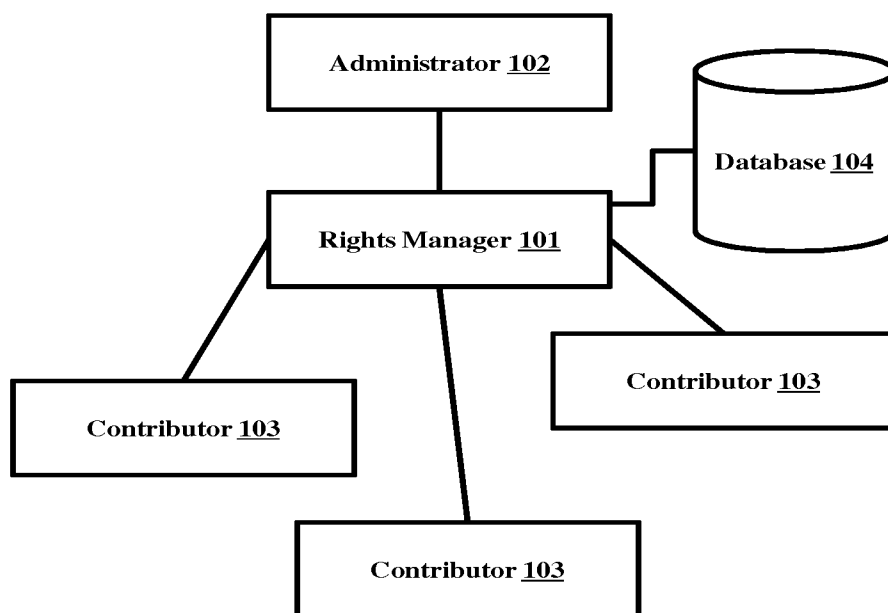 Administrator 102
Database 104
Rights Manager 101
Contributor 103
Contributor 103
Contributor 103